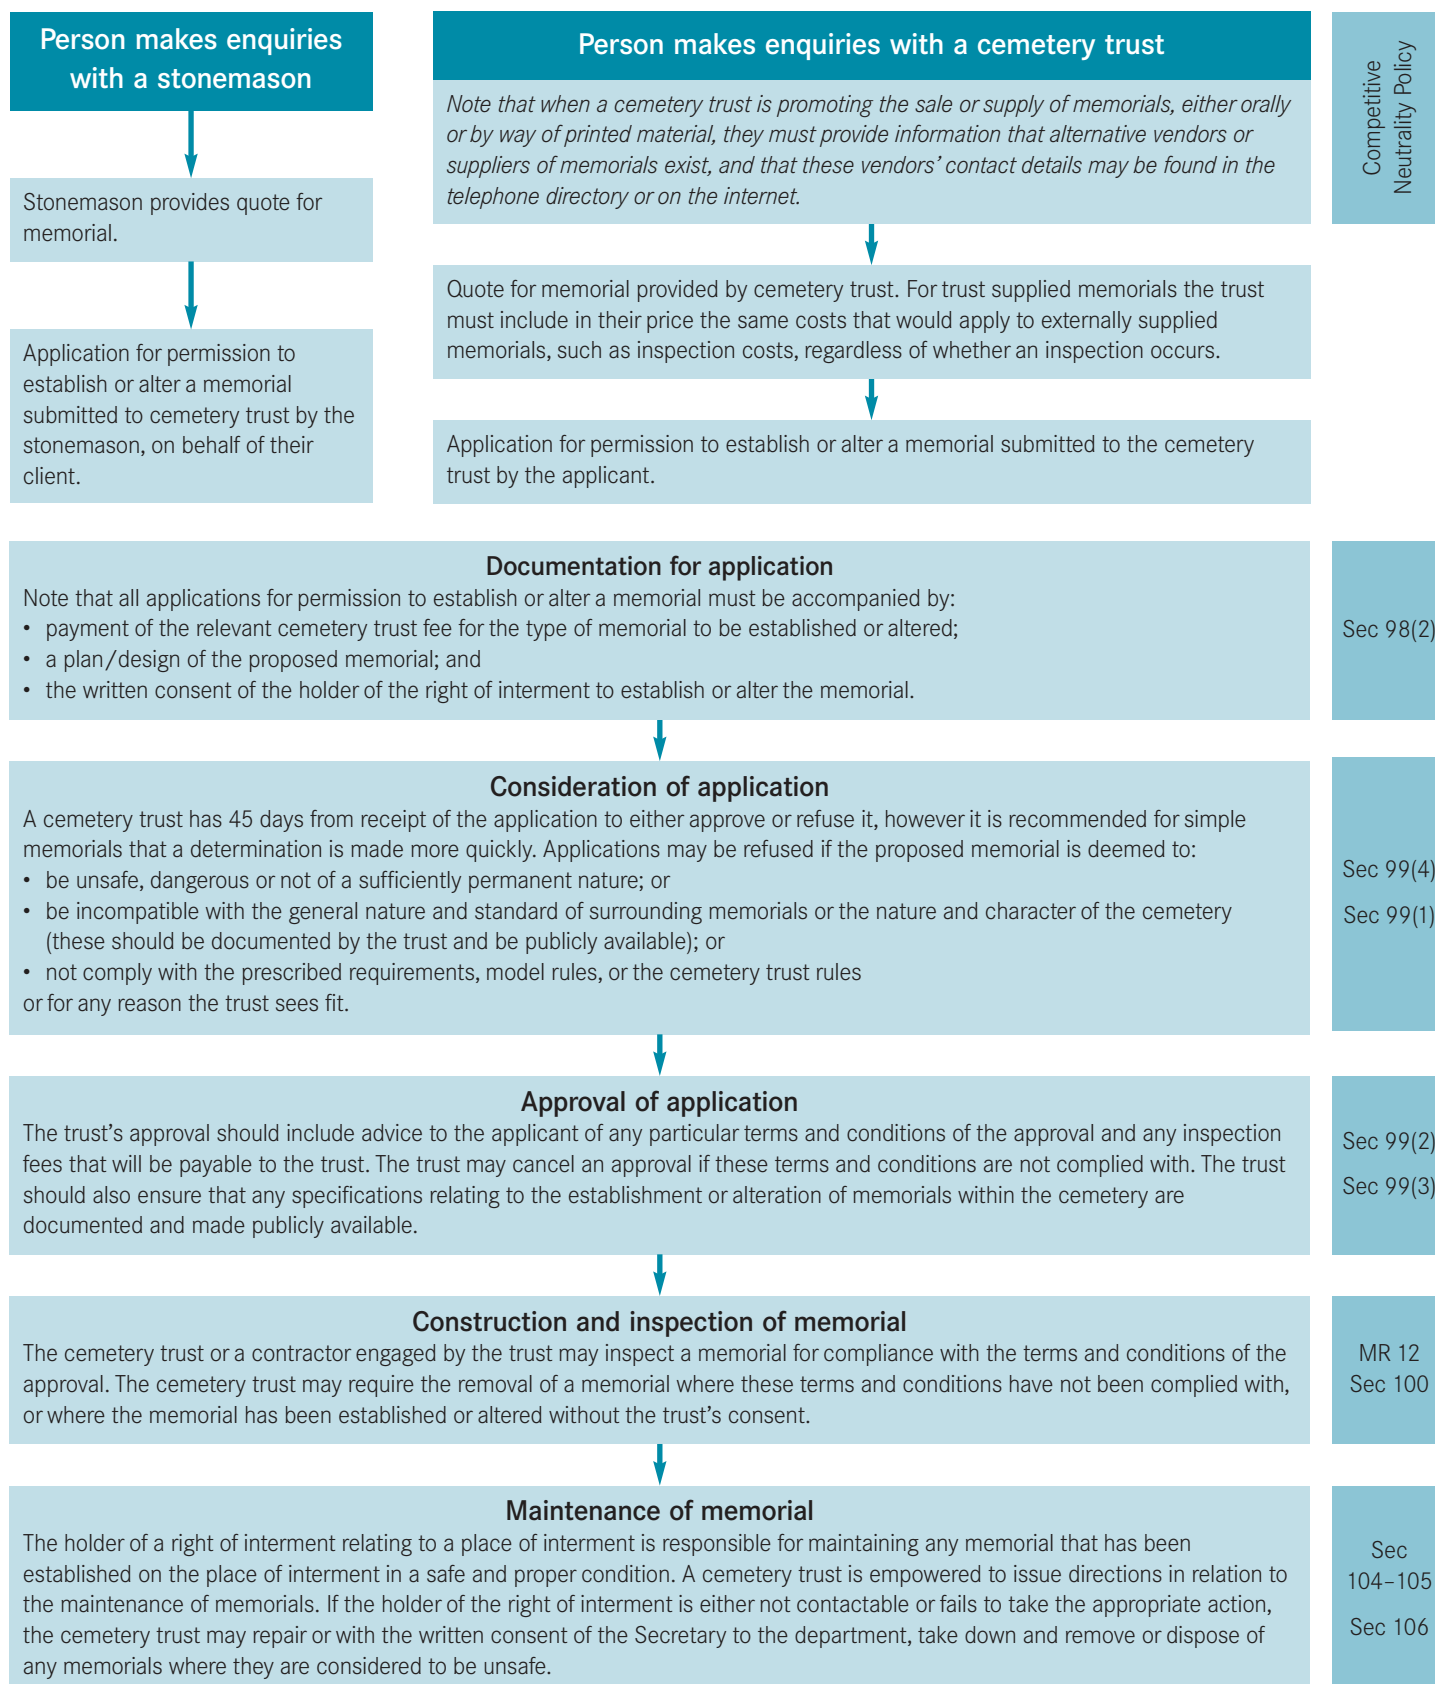 Person makes enquiries
with a stonemason
Stonemason provides quote for
memorial.
Application for permission to
establish or alter a memorial
submitted to cemetery trust by the
stonemason, on behalf of their
client.
Person makes enquiries with a cemetery trust
Note that when a cemetery trust is promoting the sale or supply of memorials, either orally
or by way of printed material, they must provide information that alternative vendors or
suppliers of memorials exist, and that these vendors' contact details may be found in the
telephone directory or on the internet.
Competitive
Neutrality Policy
Quote for memorial provided by cemetery trust. For trust supplied memorials the trust
must include in their price the same costs that would apply to externally supplied
memorials, such as inspection costs, regardless of whether an inspection occurs.
Application for permission to establish or alter a memorial submitted to the cemetery
trust by the applicant.
Documentation for application
Note that all applications for permission to establish or alter a memorial must be accompanied by:
• payment of the relevant cemetery trust fee for the type of memorial to be established or altered;
• a plan/design of the proposed memorial; and
• the written consent of the holder of the right of interment to establish or alter the memorial.
Sec 98(2)
Consideration of application
A cemetery trust has 45 days from receipt of the application to either approve or refuse it, however it is recommended for simple
memorials that a determination is made more quickly. Applications may be refused if the proposed memorial is deemed to:
• be unsafe, dangerous or not of a sufficiently permanent nature; or
• be incompatible with the general nature and standard of surrounding memorials or the nature and character of the cemetery
(these should be documented by the trust and be publicly available); or
• not comply with the prescribed requirements, model rules, or the cemetery trust rules
or for any reason the trust sees fit.
Sec 99(4)
Sec 99(1)
Approval of application
The trust's approval should include advice to the applicant of any particular terms and conditions of the approval and any inspection
fees that will be payable to the trust. The trust may cancel an approval if these terms and conditions are not complied with. The trust
should also ensure that any specifications relating to the establishment or alteration of memorials within the cemetery are
documented and made publicly available.
Sec 99(2)
Sec 99(3)
Construction and inspection of memorial
The cemetery trust or a contractor engaged by the trust may inspect a memorial for compliance with the terms and conditions of the
approval. The cemetery trust may require the removal of a memorial where these terms and conditions have not been complied with,
or where the memorial has been established or altered without the trust's consent.
MR 12
Sec 100
Maintenance of memorial
The holder of a right of interment relating to a place of interment is responsible for maintaining any memorial that has been
established on the place of interment in a safe and proper condition. A cemetery trust is empowered to issue directions in relation to
the maintenance of memorials. If the holder of the right of interment is either not contactable or fails to take the appropriate action,
the cemetery trust may repair or with the written consent of the Secretary to the department, take down and remove or dispose of
any memorials where they are considered to be unsafe.
Sec
104–105
Sec 106